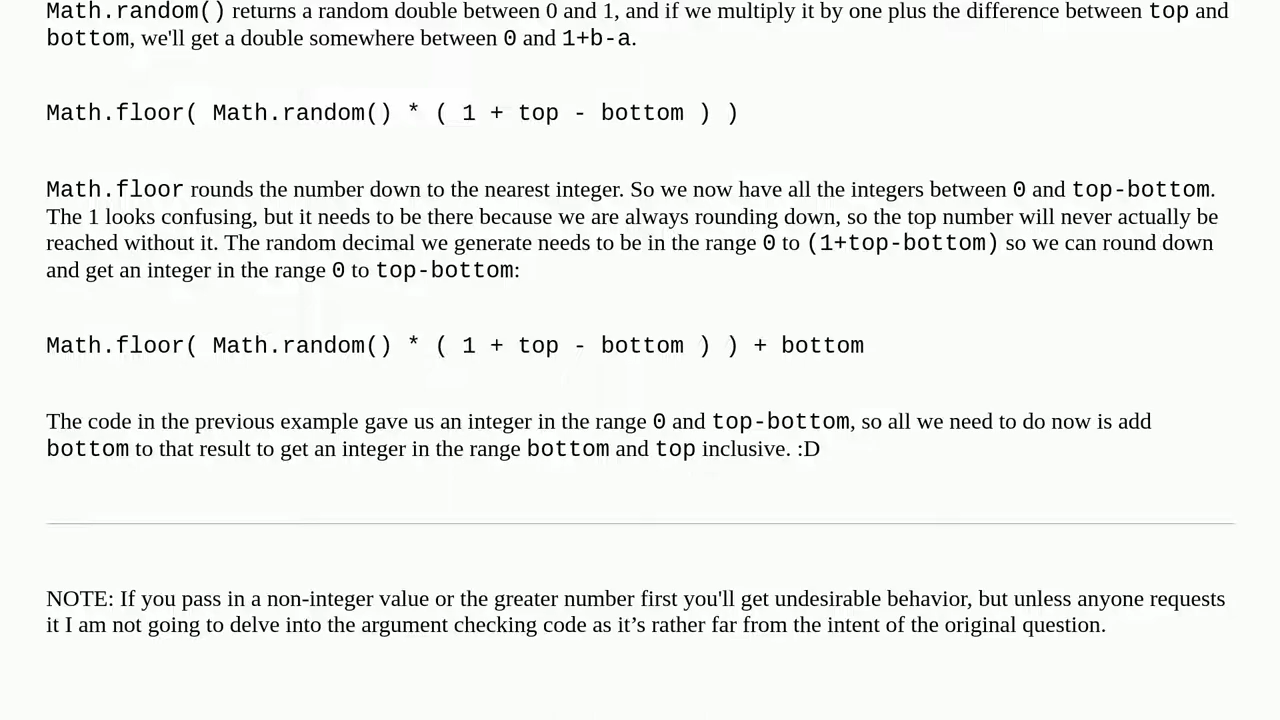 Math.random() returns a random double between 0 and 1, and if we multiply it by one plus the difference between top and
bottom, we'll get a double somewhere between 0 and 1+b-a.
Math.floor( Math.random() * ( 1 + top - bottom ) )
Math.floor rounds the number down to the nearest integer. So we now have all the integers between 0 and top-bottom.
The 1 looks confusing, but it needs to be there because we are always rounding down, so the top number will never actually be
reached without it. The random decimal we generate needs to be in the range 0 to (1+top-bottom) so we can round down
and get an integer in the range 0 to top-bottom:
Math.floor( Math.random() * ( 1 + top - bottom ) ) + bottom
The code in the previous example gave us an integer in the range 0 and top-bottom, so all we need to do now is add
bottom to that result to get an integer in the range bottom and top inclusive. :D
NOTE: If you pass in a non-integer value or the greater number first you'll get undesirable behavior, but unless anyone requests
it I am not going to delve into the argument checking code as it’s rather far from the intent of the original question.